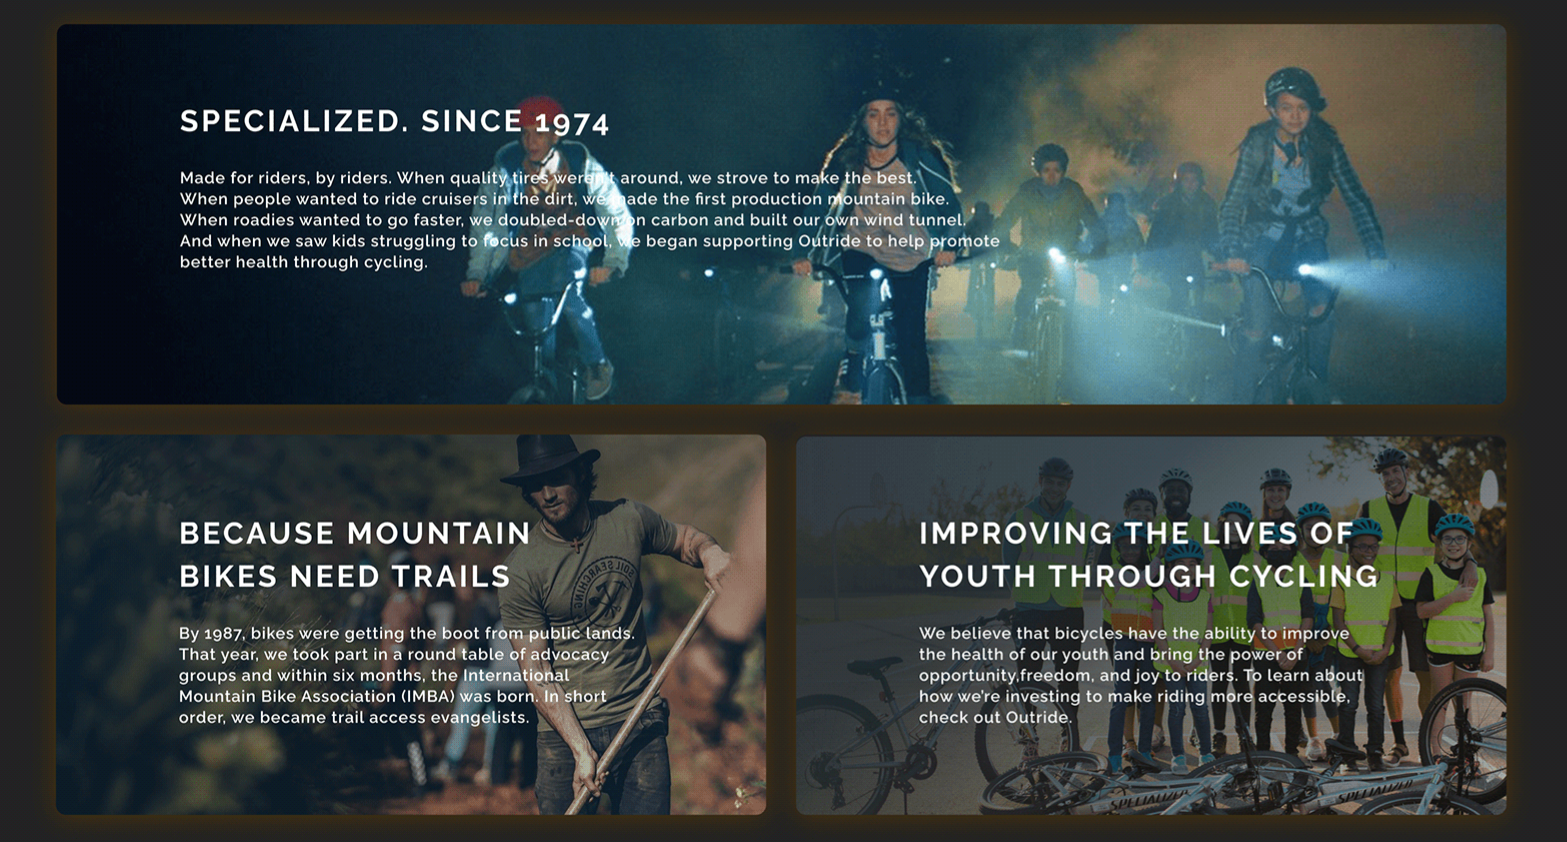 SPECIALIZED. SINCE 1974
Made for riders, by riders. When quality tires weren't around, we strove to make the best.
When people wanted to ride cruisers in the dirt, we made the first production mountain bike.
When roadies wanted to go faster, we doubled-down on carbon and built our own wind tunnel.
And when we saw kids struggling to focus in school, we began supporting Outride to help promote
better health through cycling.
BECAUSE MOUNTAIN
BIKES NEED TRAILS
By 1987, bikes were getting the boot from public lands.
That year, we took part in a round table of advocacy
groups and within six months, the International
Mountain Bike Association (IMBA) was born. In short
order, we became trail access evangelists.
SOIL SEARCHING
IMPROVING THE LIVES OF
YOUTH THROUGH CYCLING
We believe that bicycles have the ability to improve
the health of our youth and bring the power of
opportunity,freedom, and joy to riders. To learn about
how we're investing to make riding more accessible,
check out Outride.
SPECIALIZED
SPECIALIZED